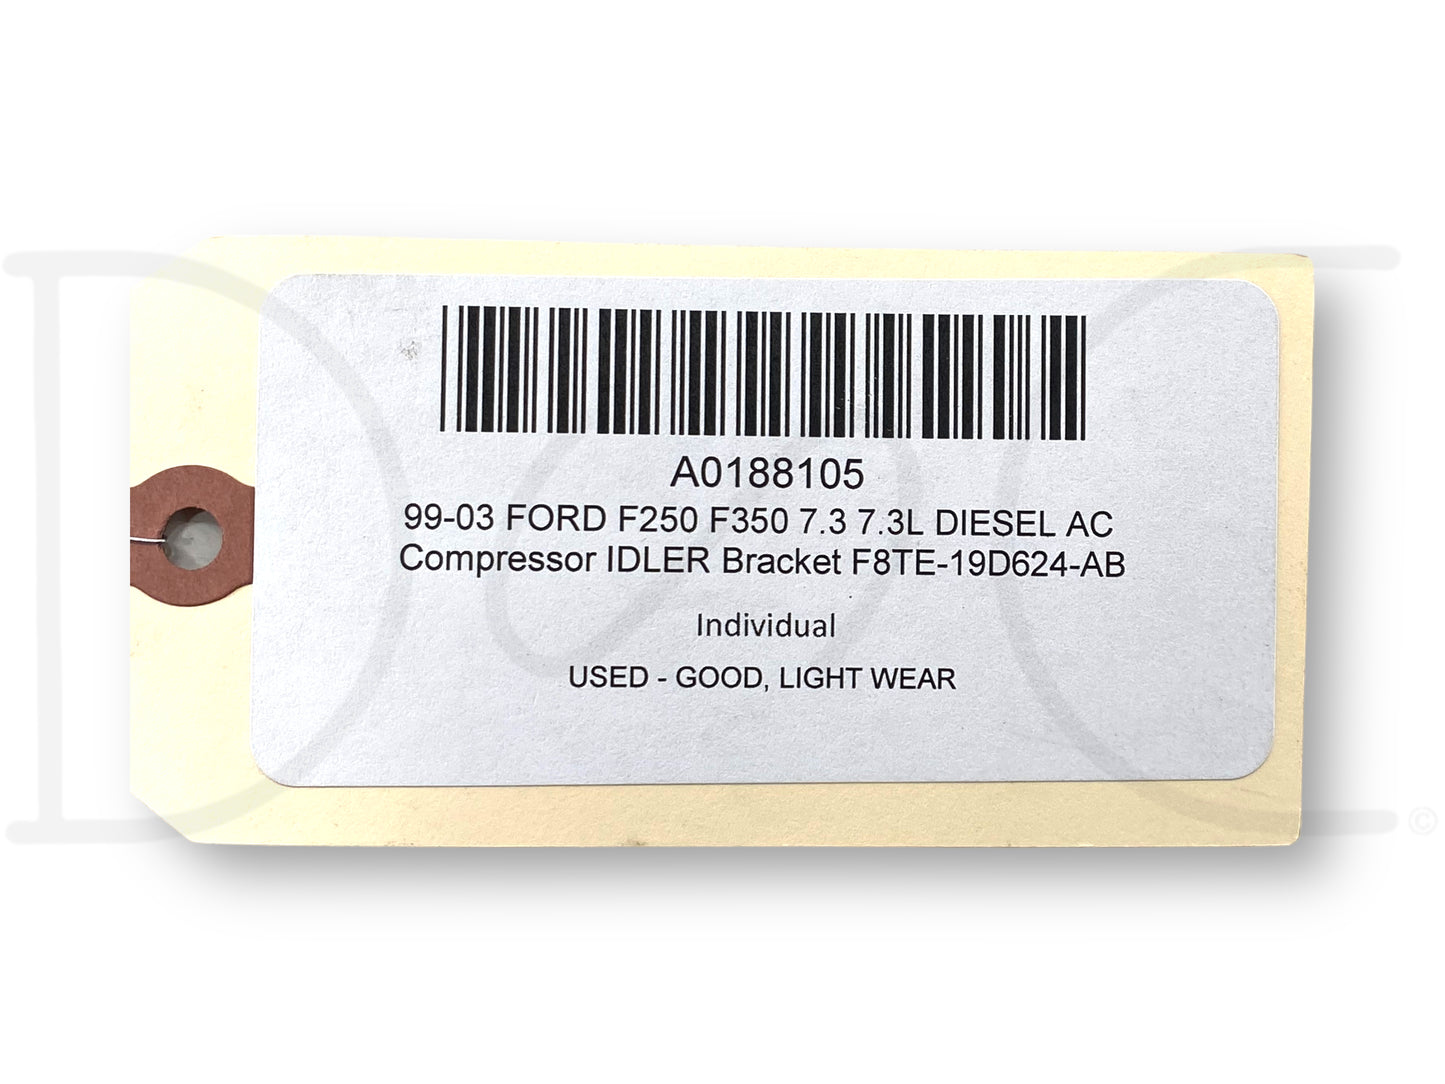 A0188105
99-03 FORD F250 F350 7.3 7.3L DIESEL AC
Compressor IDLER Bracket F8TE-19D624-AB
Individual
USED - GOOD, LIGHT WEAR
©